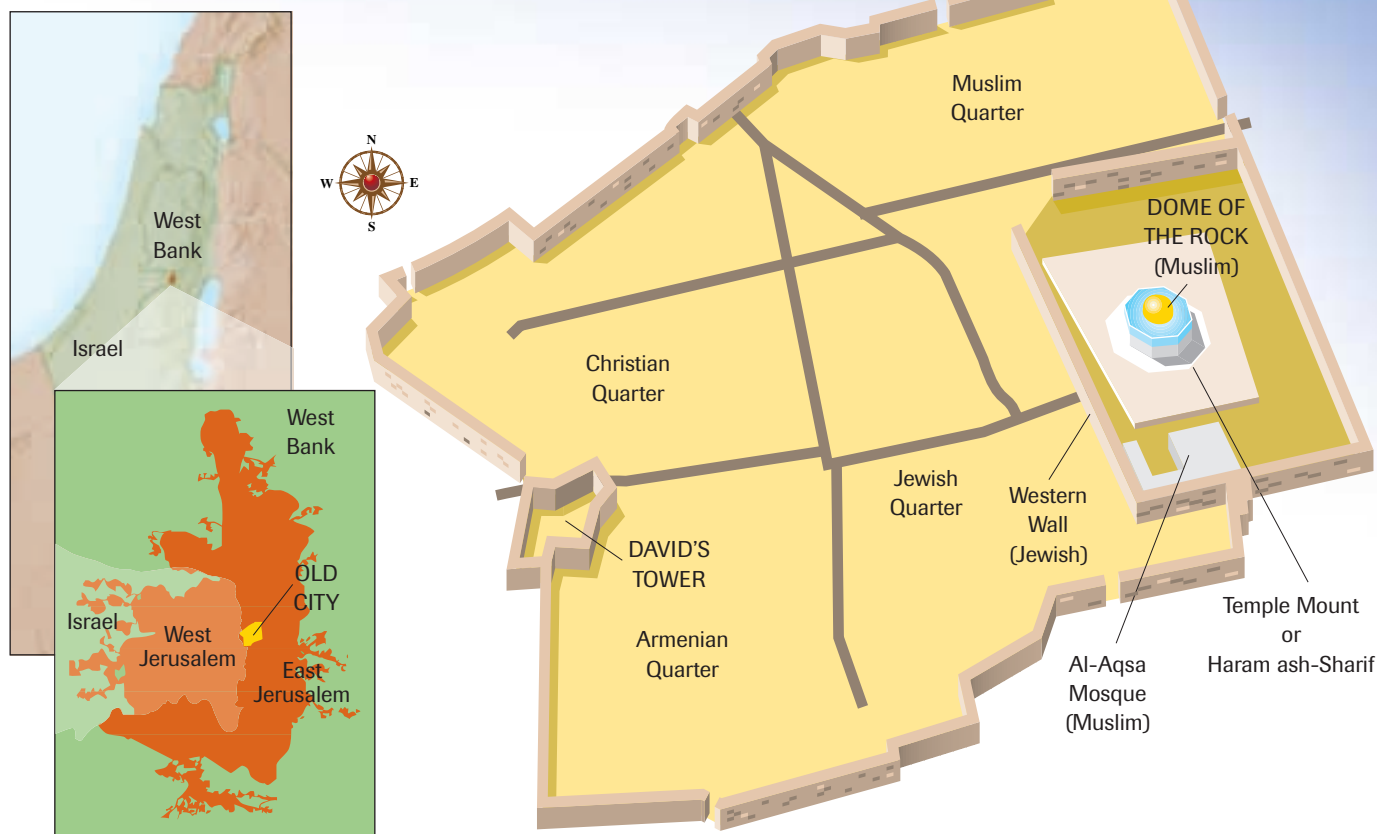 West
Bank
Israel
West
Bank
OLD
CITY
Israel
West
Jerusalem
East
Jerusalem
N
W
E
S
Muslim
Quarter
DOME OF
THE ROCK
(Muslim)
Christian
Quarter
Jewish
Quarter
Western
Wall
(Jewish)
DAVID'S
TOWER
Armenian
Quarter
Temple Mount
or
Haram ash-Sharif
Al-Aqsa
Mosque
(Muslim)